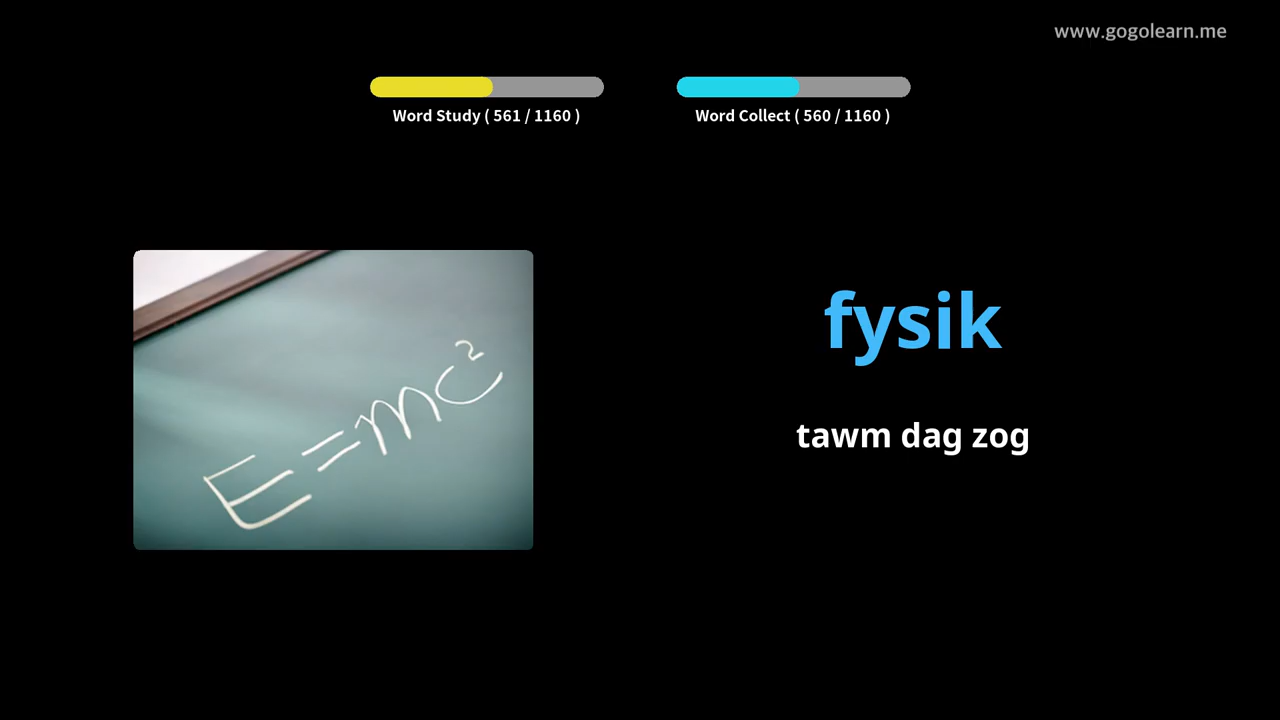 www.gogolearn.me
Word Study ( 561 / 1160 )
Word Collect ( 560 / 1160 )
E=mc²
fysik
tawm dag zog